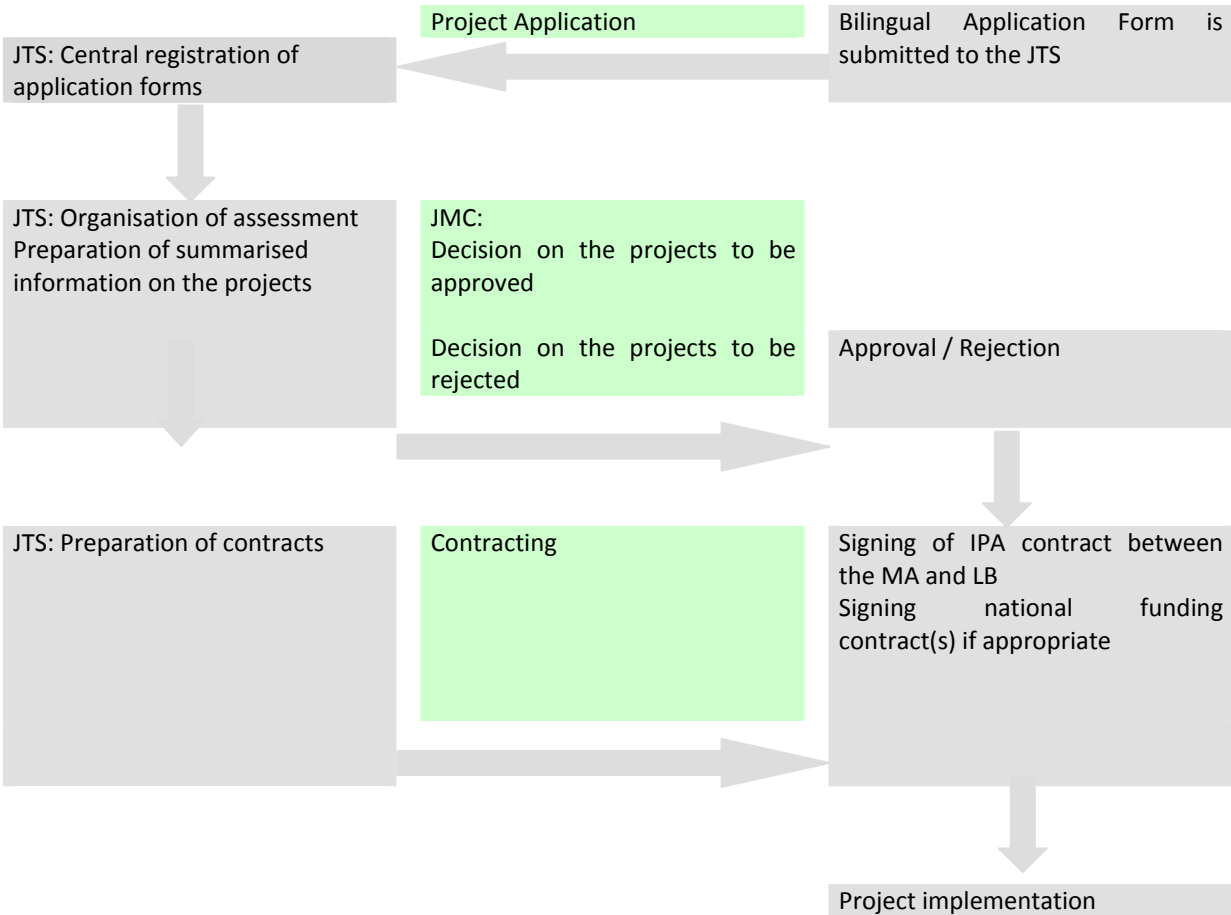 Project Application
Bilingual Application Form is
submitted to the JTS
JTS: Central registration of
application forms
JTS: Organisation of assessment
Preparation of summarised
information on the projects
JMC:
Decision on the projects to be
approved
Decision on the projects to be
rejected
Approval / Rejection
JTS: Preparation of contracts
Contracting
Signing of IPA contract between
the MA and LB
Signing national funding
contract(s) if appropriate
Project implementation